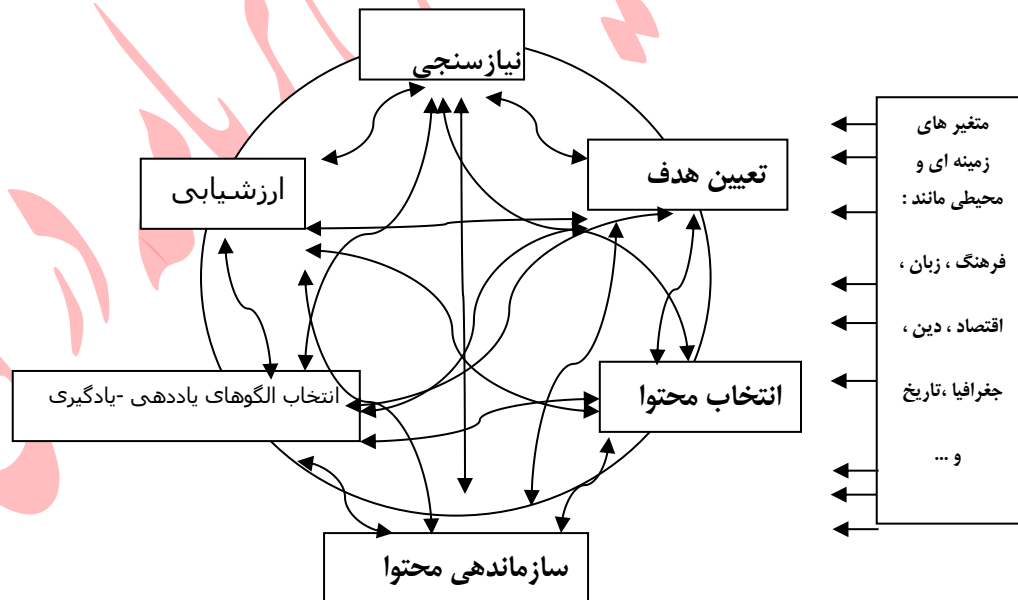 نیازسنجی
تعیین هدف
ارزشیابی
انتخاب محتوا
انتخاب الگوهای یاددهی -یادگیری
سازماندهی محتوا
متغیر های
زمینه ای و
محیطی مانند :
فرهنگ ، زبان ،
اقتصاد ، دین ،
جغرافیا ،تاریخ
و ...